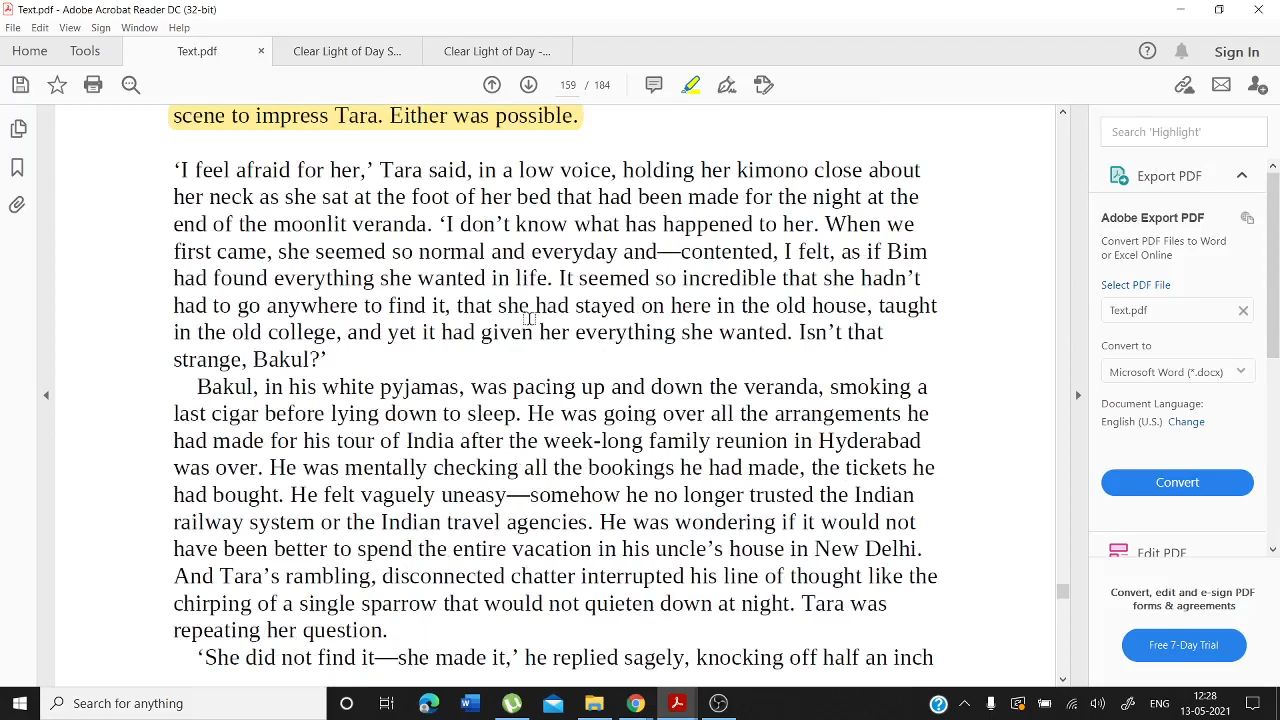 Text.pdf - Adobe Acrobat Reader DC (32-bit)
File Edit View Sign Window Help
Home Tools Text.pdf × Clear Light of Day S... Clear Light of Day -... Sign In
159 / 184
scene to impress Tara. Either was possible.
‘I feel afraid for her,’ Tara said, in a low voice, holding her kimono close about
her neck as she sat at the foot of her bed that had been made for the night at the
end of the moonlit veranda. ‘I don’t know what has happened to her. When we
first came, she seemed so normal and everyday and—contented, I felt, as if Bim
had found everything she wanted in life. It seemed so incredible that she hadn’t
had to go anywhere to find it, that she had stayed on here in the old house, taught
in the old college, and yet it had given her everything she wanted. Isn’t that
strange, Bakul?’
Bakul, in his white pyjamas, was pacing up and down the veranda, smoking a
last cigar before lying down to sleep. He was going over all the arrangements he
had made for his tour of India after the week-long family reunion in Hyderabad
was over. He was mentally checking all the bookings he had made, the tickets he
had bought. He felt vaguely uneasy—somehow he no longer trusted the Indian
railway system or the Indian travel agencies. He was wondering if it would not
have been better to spend the entire vacation in his uncle’s house in New Delhi.
And Tara’s rambling, disconnected chatter interrupted his line of thought like the
chirping of a single sparrow that would not quieten down at night. Tara was
repeating her question.
‘She did not find it—she made it,’ he replied sagely, knocking off half an inch
Search 'Highlight'
Export PDF
Adobe Export PDF
Convert PDF Files to Word
or Excel Online
Select PDF File
Text.pdf
Convert to
Microsoft Word (*.docx)
Document Language:
English (U.S.) Change
Convert
Edit PDF
Convert, edit and e-sign PDF
forms & agreements
Free 7-Day Trial
Search for anything
ENG
12:28
13-05-2021